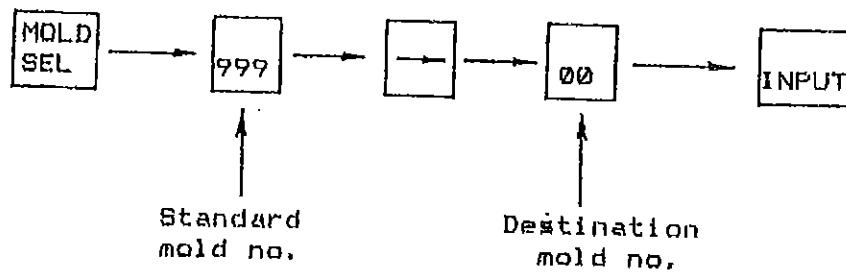 MOLD
SEL
999
00
INPUT
Standard
mold no.
Destination
mold no.